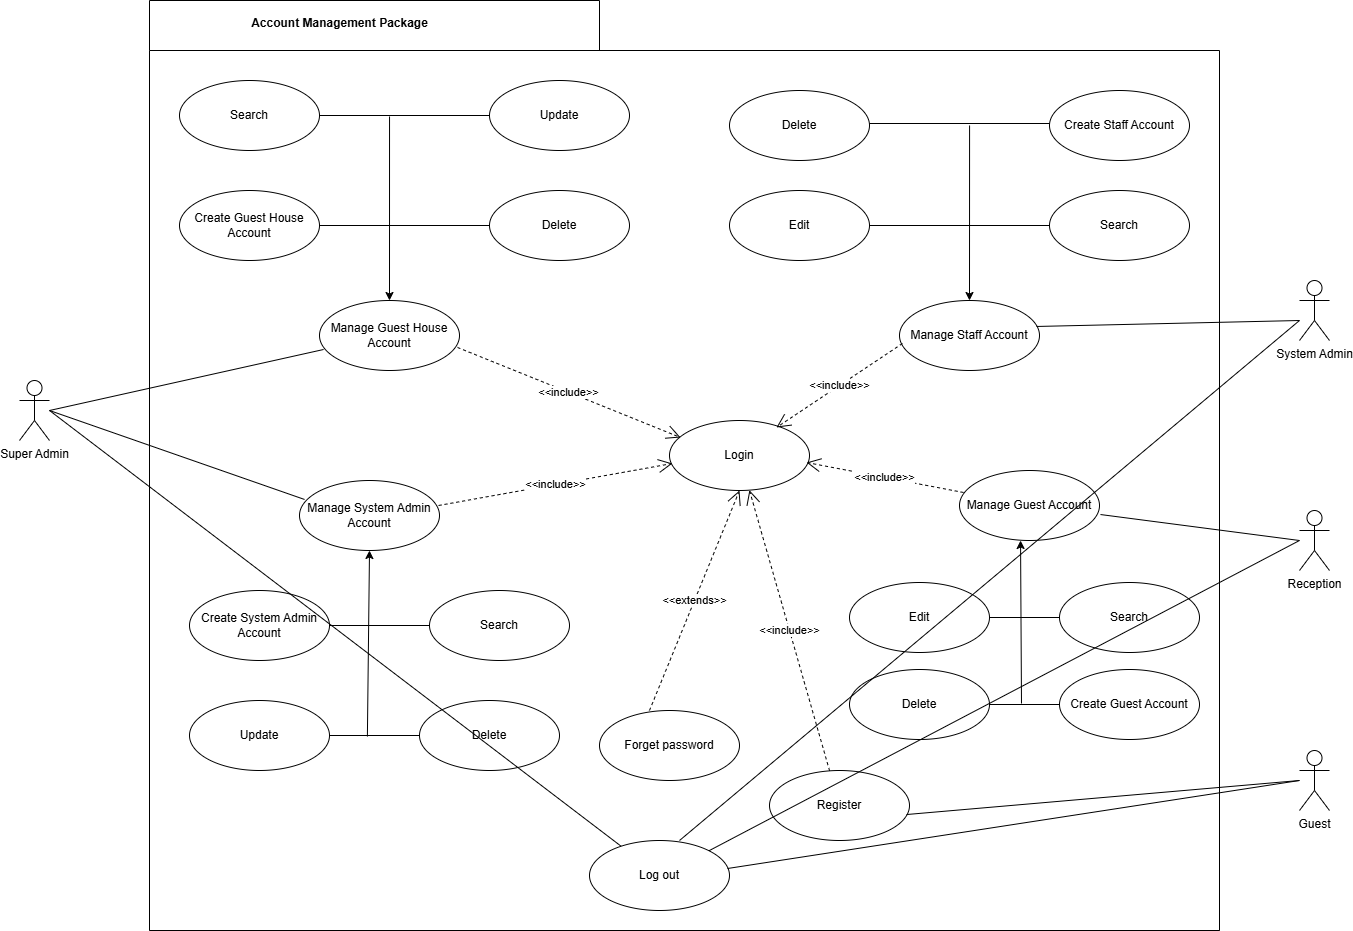 Account Management Package
Search
Update
Delete
Create Staff Account
Create Guest House
Account
Delete
Edit
Search
Manage Guest House
Account
Manage Staff Account
System Admin
<<include>>
<<include>>
Super Admin
Login
<<include>>
<<include>>
Manage System Admin
Account
Manage Guest Account
Reception
<<extends>>
<<include>>
Create System Admin
Account
Search
Edit
Search
Delete
Create Guest Account
Update
Delete
Forget password
Register
Guest
Log out